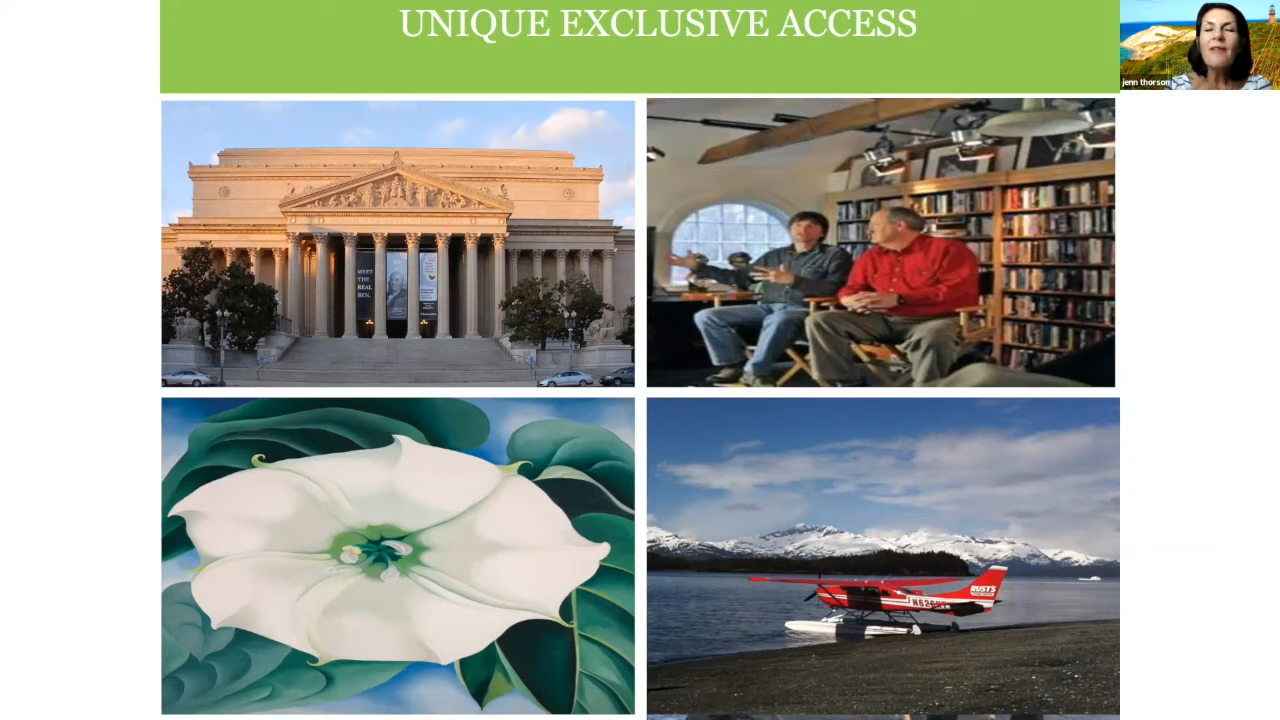 UNIQUE EXCLUSIVE ACCESS
jenn thorson
MEET
THE
REAL
BEN.
RUST'S